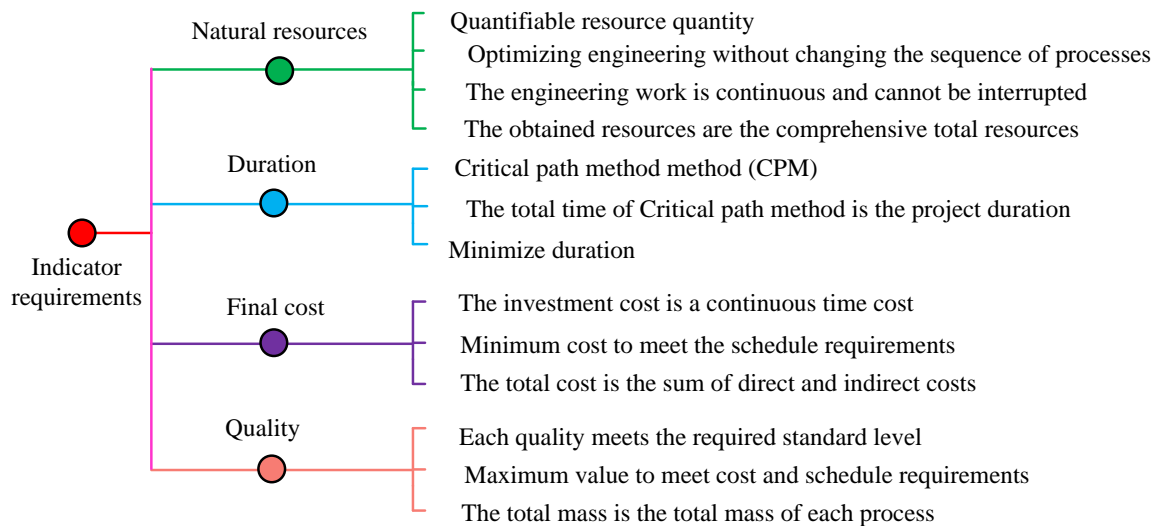 Natural resources
Quantifiable resource quantity
Optimizing engineering without changing the sequence of processes
The engineering work is continuous and cannot be interrupted
The obtained resources are the comprehensive total resources
Duration
Critical path method method (CPM)
The total time of Critical path method is the project duration
Minimize duration
Indicator
requirements
Final cost
The investment cost is a continuous time cost
Minimum cost to meet the schedule requirements
The total cost is the sum of direct and indirect costs
Quality
Each quality meets the required standard level
Maximum value to meet cost and schedule requirements
The total mass is the total mass of each process